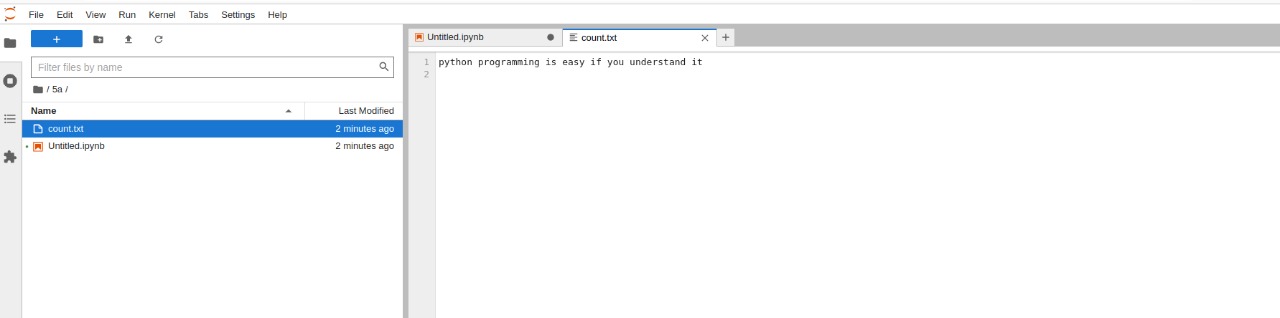 File Edit View Run Kernel Tabs Settings Help
Untitled.ipynb count.txt
Filter files by name
/ 5a /
Name Last Modified
count.txt 2 minutes ago
Untitled.ipynb 2 minutes ago
1 python programming is easy if you understand it
2